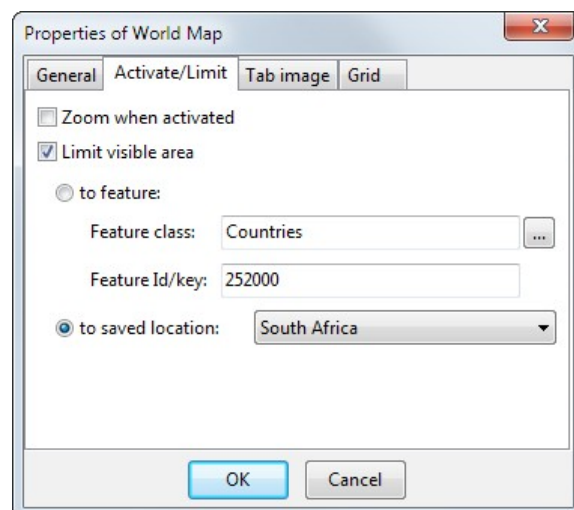 Properties of World Map
General Activate/Limit Tab image Grid
Zoom when activated
Limit visible area
to feature:
Feature class: Countries ...
Feature Id/key: 252000
to saved location: South Africa
OK Cancel